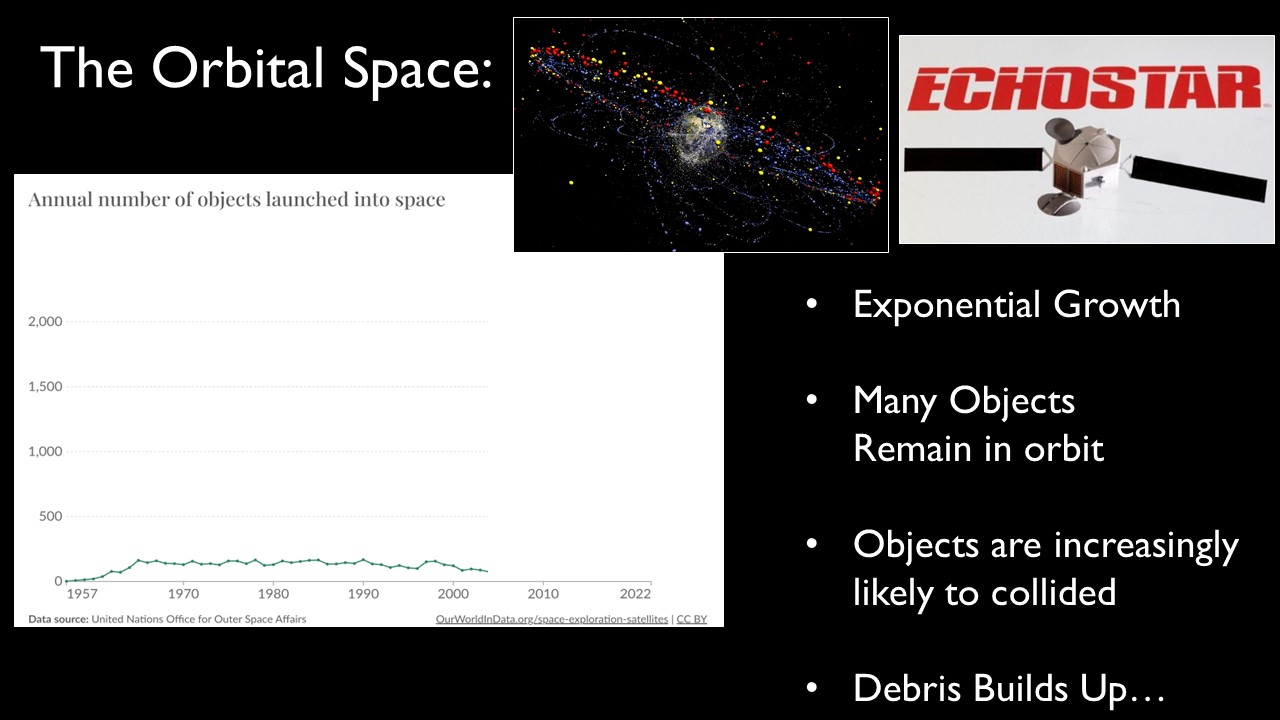 The Orbital Space:
ECHOSTAR
Annual number of objects launched into space
2,000
1,500
1,000
500
0
1957 1970 1980 1990 2000 2010 2022
Data source: United Nations Office for Outer Space Affairs
OurWorldInData.org/space-exploration-satellites | CC BY
• Exponential Growth
• Many Objects
Remain in orbit
• Objects are increasingly
likely to collided
• Debris Builds Up…